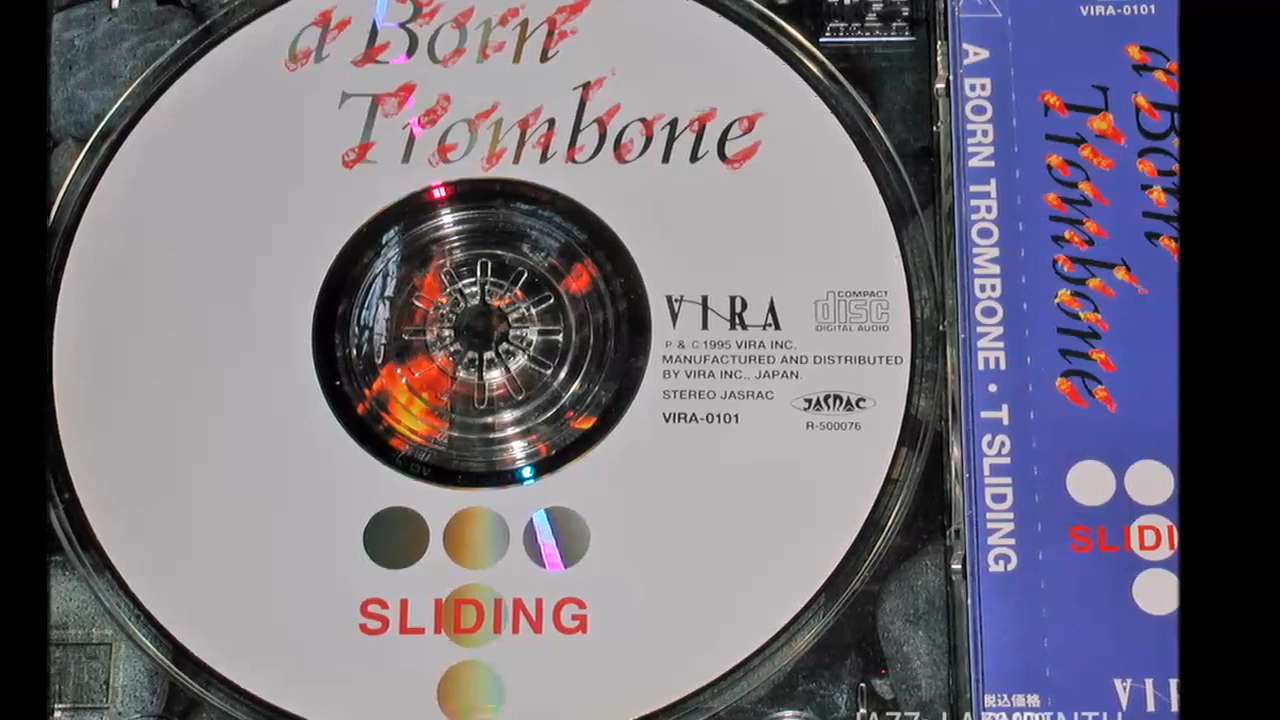 a Born
Trombone
VIRA
COMPACT
disc
DIGITAL AUDIO
P & C 1995 VIRA INC.
MANUFACTURED AND DISTRIBUTED
BY VIRA INC., JAPAN.
STEREO JASRAC
JASRAC
VIRA-0101
R-500076
SLIDING
A BORN TROMBONE・T SLIDING
VIRA-0101
a Born
Trombone
SLIDI
税込価格